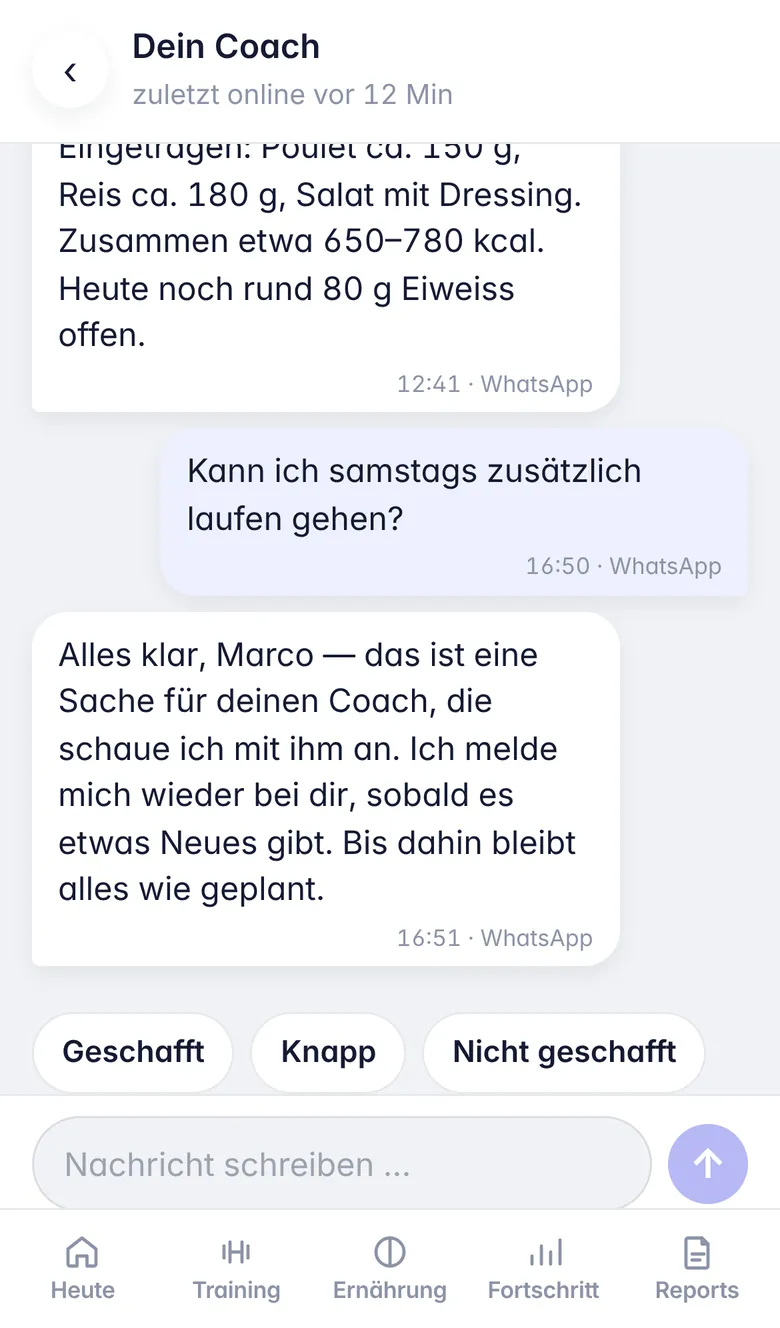 Dein Coach
zuletzt online vor 12 Min
Eingetragen: Poulet ca. 150 g,
Reis ca. 180 g, Salat mit Dressing.
Zusammen etwa 650–780 kcal.
Heute noch rund 80 g Eiweiss
offen.
12:41 · WhatsApp
Kann ich samstags zusätzlich
laufen gehen?
16:50 · WhatsApp
Alles klar, Marco — das ist eine
Sache für deinen Coach, die
schaue ich mit ihm an. Ich melde
mich wieder bei dir, sobald es
etwas Neues gibt. Bis dahin bleibt
alles wie geplant.
16:51 · WhatsApp
Geschafft Knapp Nicht geschafft
Nachricht schreiben ...
Heute Training Ernährung Fortschritt Reports